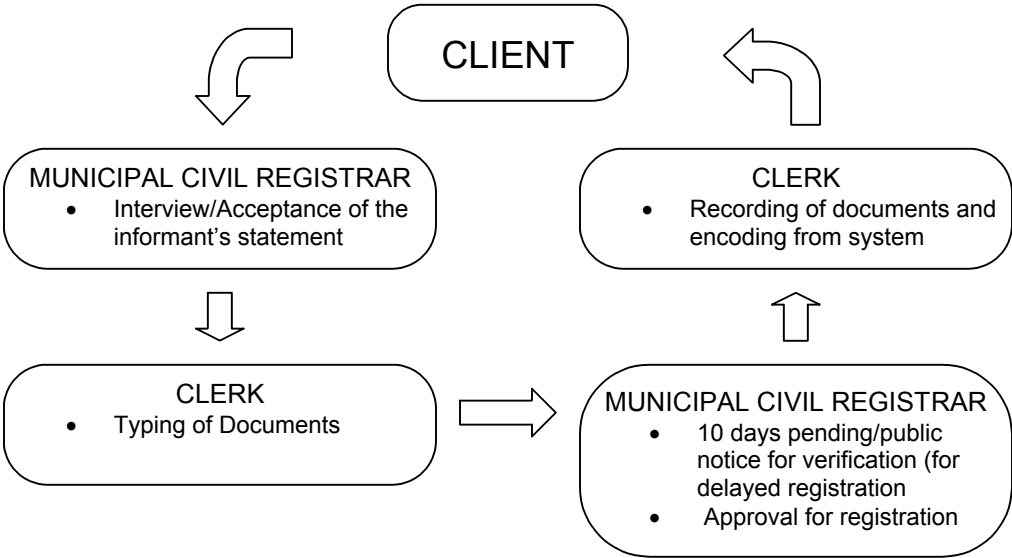 CLIENT
MUNICIPAL CIVIL REGISTRAR
• Interview/Acceptance of the
informant's statement
CLERK
• Typing of Documents
MUNICIPAL CIVIL REGISTRAR
• 10 days pending/public
notice for verification (for
delayed registration
• Approval for registration
CLERK
• Recording of documents and
encoding from system